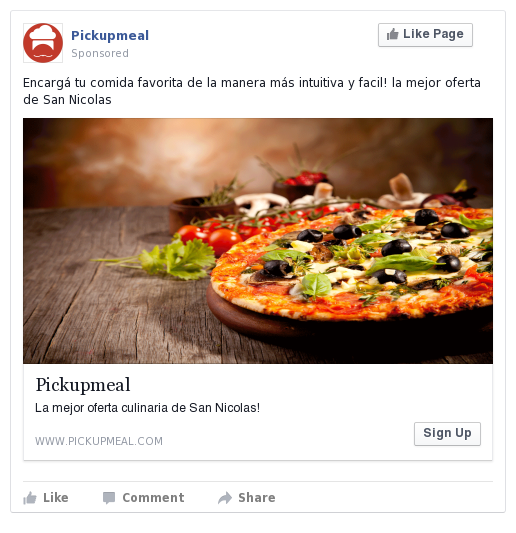 Pickupmeal
Like Page
Sponsored
Encargá tu comida favorita de la manera más intuitiva y facil! la mejor oferta
de San Nicolas
Pickupmeal
La mejor oferta culinaria de San Nicolas!
WWW.PICKUPMEAL.COM
Sign Up
Like
Comment
Share